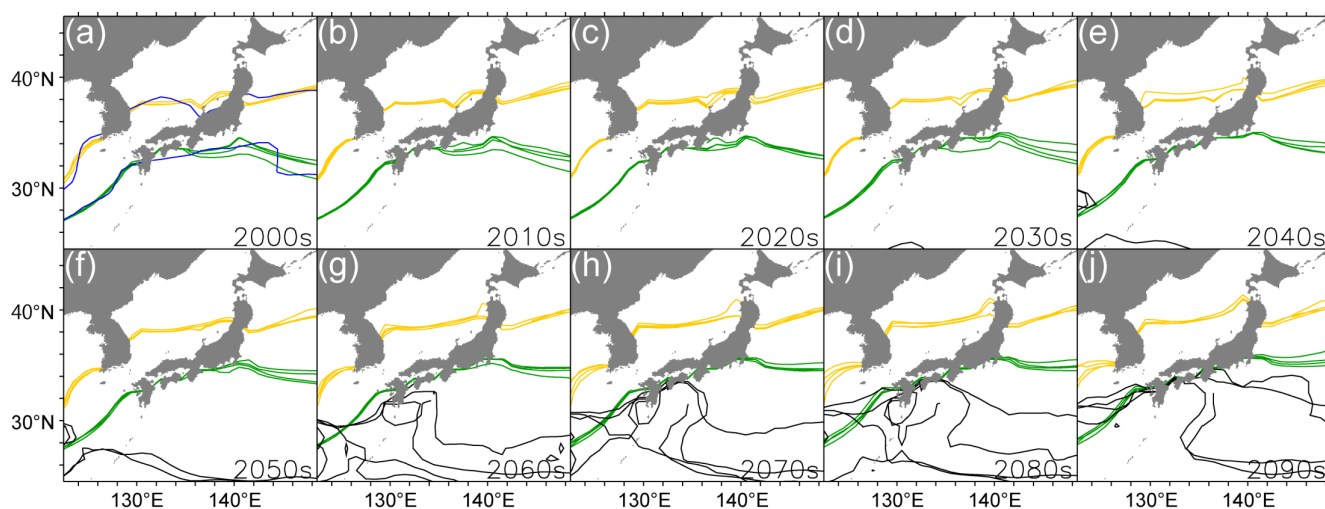 (a) (b) (c) (d) (e)
40°N
30°N
2000s 2010s 2020s 2030s 2040s
(f) (g) (h) (i) (j)
40°N
30°N
2050s 2060s 2070s 2080s 2090s
130°E 140°E 130°E 140°E 130°E 140°E 130°E 140°E 130°E 140°E